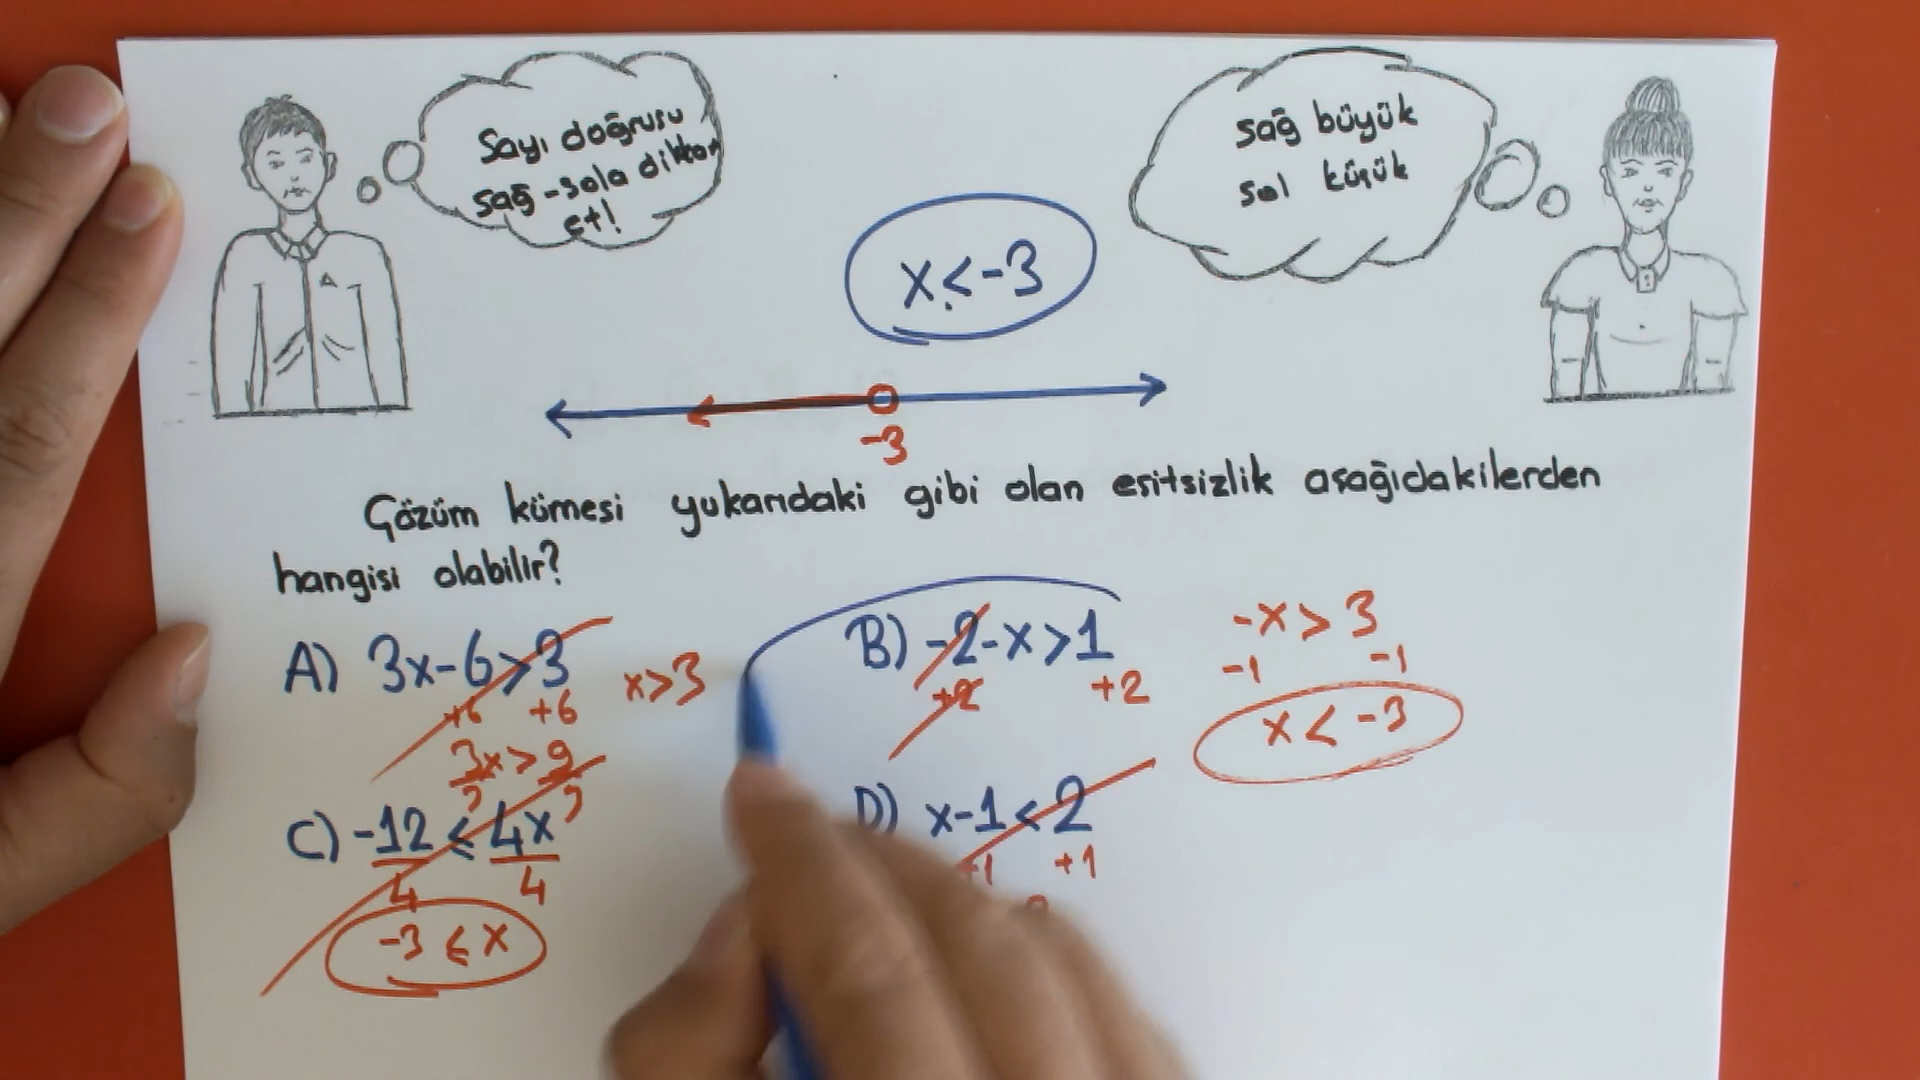 Sayı doğrusu
sağ-sola dikkat
et!
Sağ büyük
sol küçük
x<-3
-3
Çözüm kümesi yukarıdaki gibi olan eşitsizlik aşağıdakilerden
hangisi olabilir?
A) 3x-6>3
+6 +6
x>3
3x>9
3 3
B) -2-x>1
+2 +2
-x>3
-1 -1
x<-3
C) -12≤4x
4 4
-3≤x
D) x-1<2
+1 +1